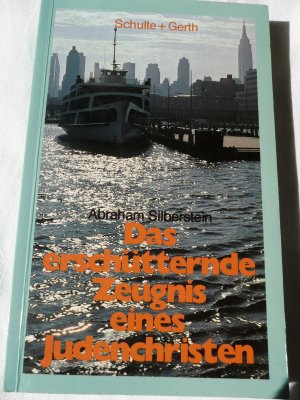 Schulte + Gerth
Abraham Silberstein
Das
erschütternde
Zeugnis
eines
Judenchristen